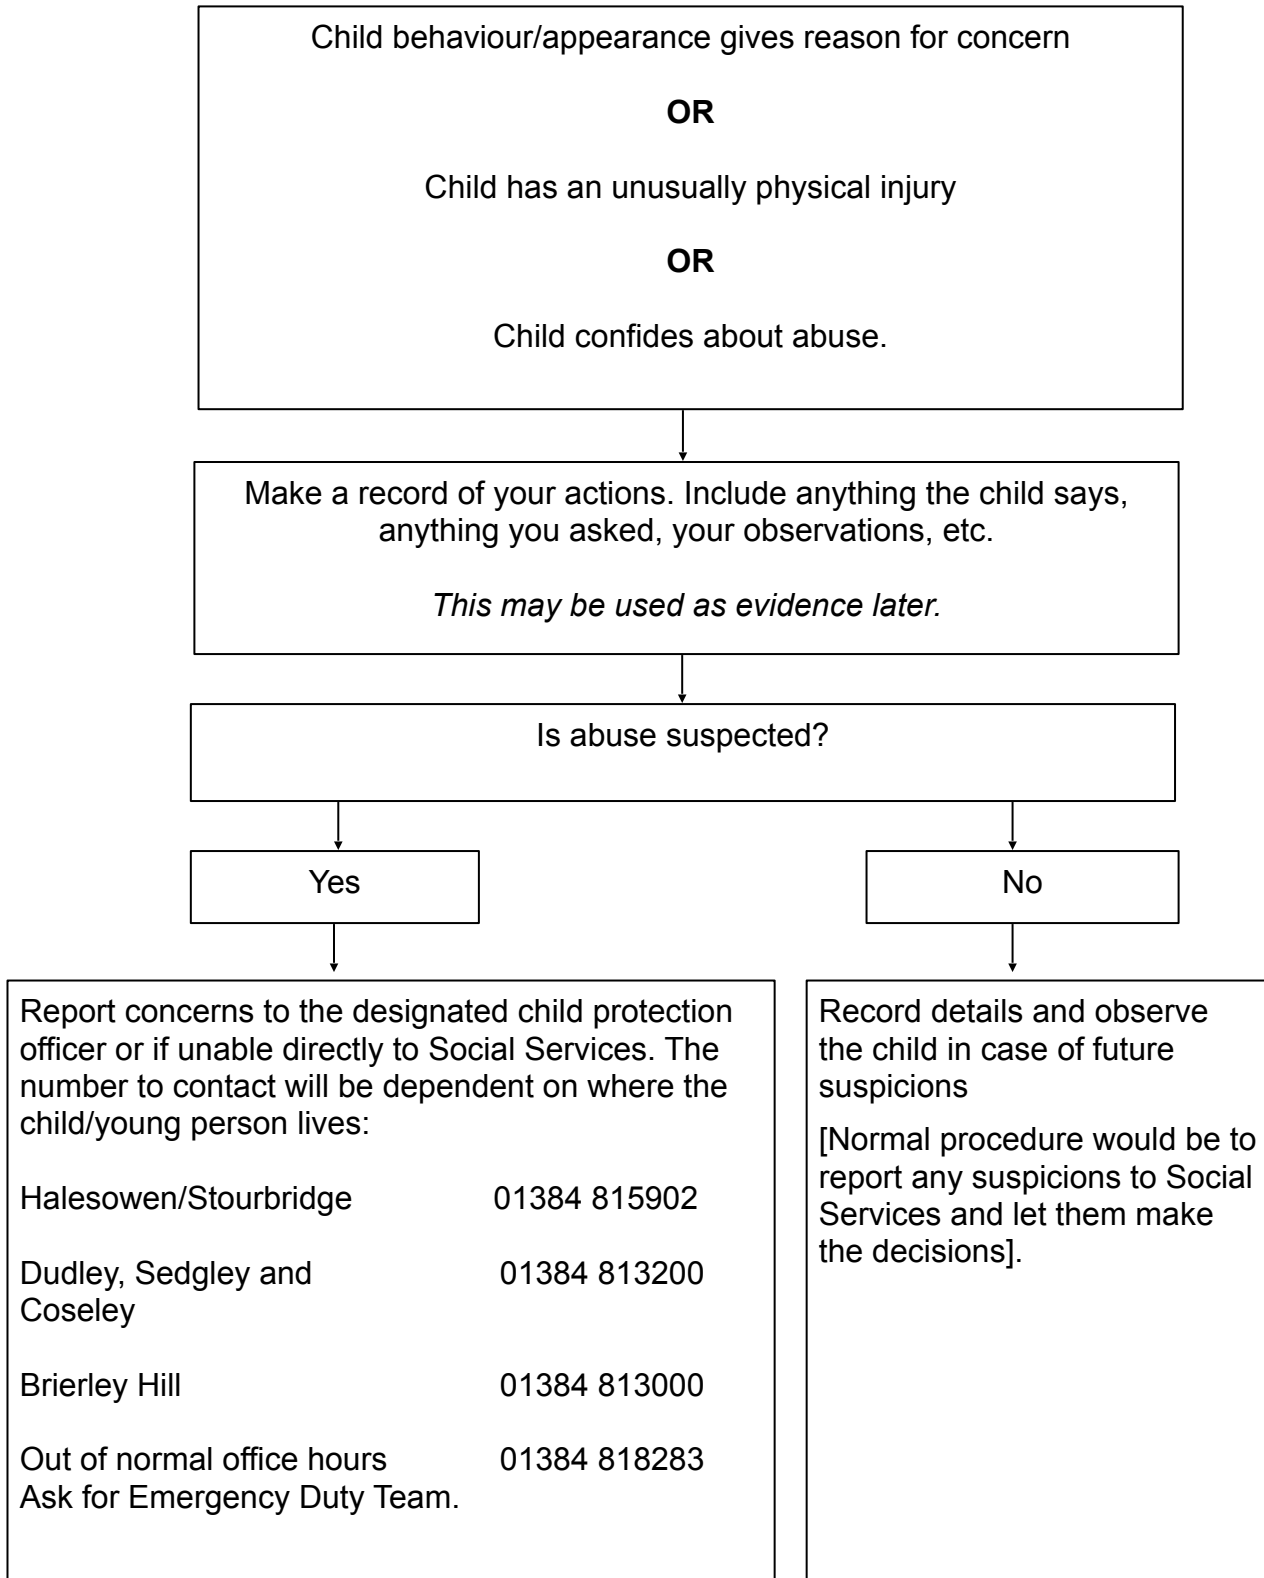 Child behaviour/appearance gives reason for concern
OR
Child has an unusually physical injury
OR
Child confides about abuse.
Make a record of your actions. Include anything the child says,
anything you asked, your observations, etc.
This may be used as evidence later.
Is abuse suspected?
Yes
No
Report concerns to the designated child protection
officer or if unable directly to Social Services. The
number to contact will be dependent on where the
child/young person lives:
Halesowen/Stourbridge 01384 815902
Dudley, Sedgley and 01384 813200
Coseley
Brierley Hill 01384 813000
Out of normal office hours 01384 818283
Ask for Emergency Duty Team.
Record details and observe
the child in case of future
suspicions
[Normal procedure would be to
report any suspicions to Social
Services and let them make
the decisions].